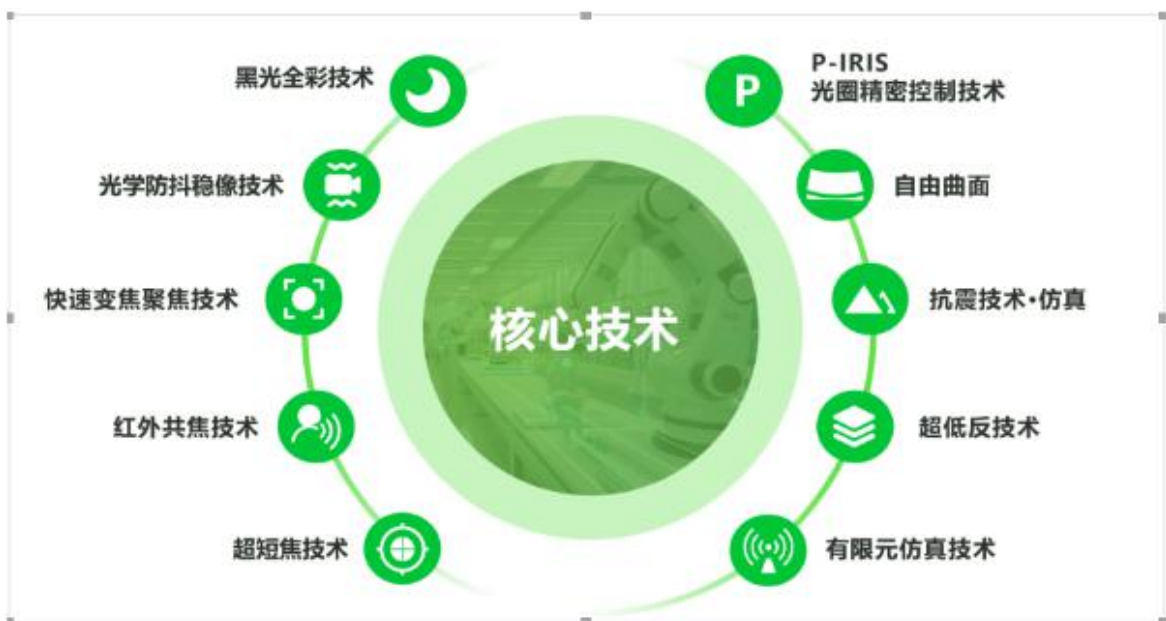 黑光全彩技术
光学防抖稳像技术
快速变焦聚焦技术
红外共焦技术
超短焦技术
核心技术
P
P-IRIS
光圈精密控制技术
自由曲面
抗震技术·仿真
超低反技术
有限元仿真技术